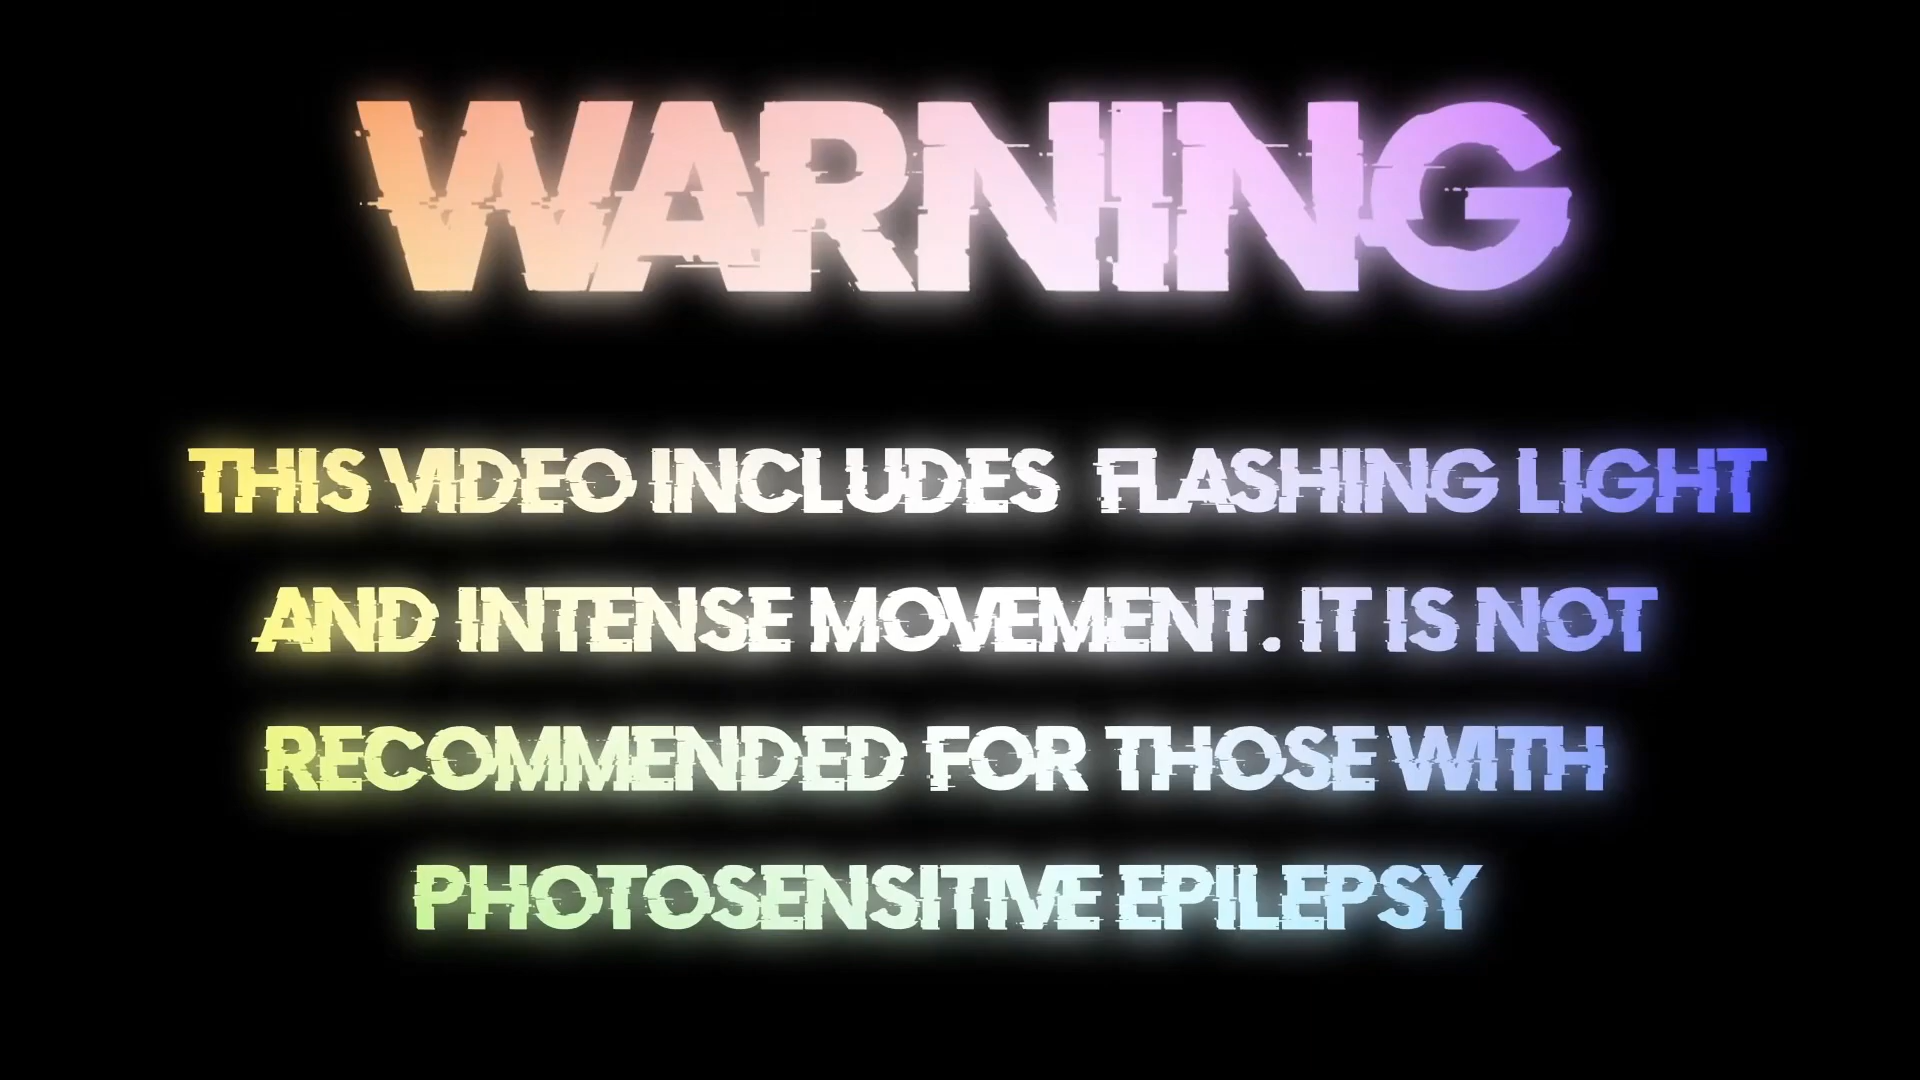 WARNING
THIS VIDEO INCLUDES FLASHING LIGHT
AND INTENSE MOVEMENT. IT IS NOT
RECOMMENDED FOR THOSE WITH
PHOTOSENSITIVE EPILEPSY